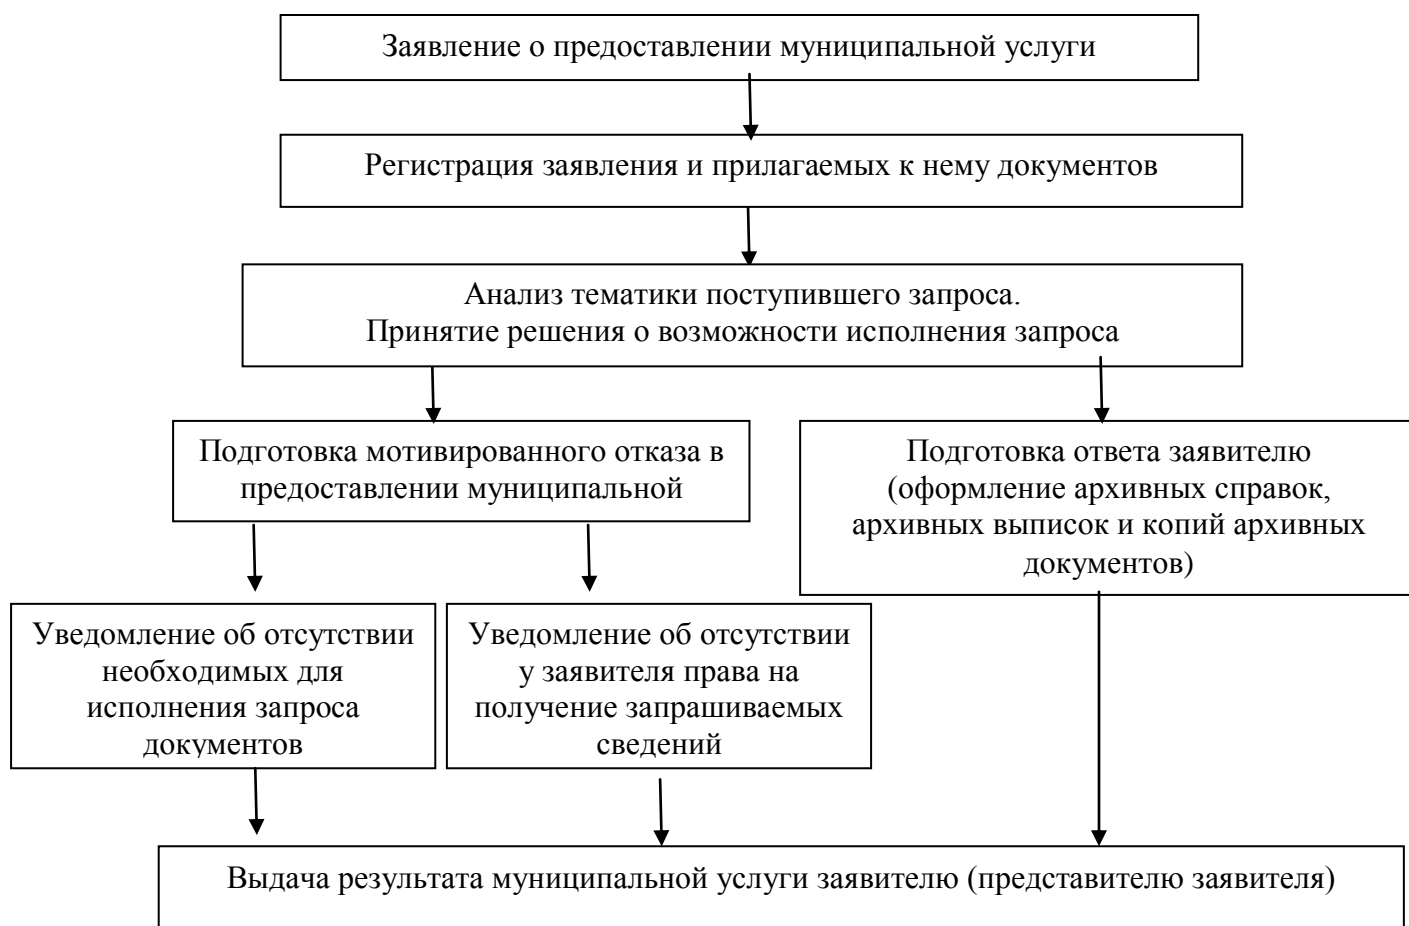 Заявление о предоставлении муниципальной услуги
Регистрация заявления и прилагаемых к нему документов
Анализ тематики поступившего запроса.
Принятие решения о возможности исполнения запроса
Подготовка мотивированного отказа в
предоставлении муниципальной
Подготовка ответа заявителю
(оформление архивных справок,
архивных выписок и копий архивных
документов)
Уведомление об отсутствии
необходимых для
исполнения запроса
документов
Уведомление об отсутствии
у заявителя права на
получение запрашиваемых
сведений
Выдача результата муниципальной услуги заявителю (представителю заявителя)